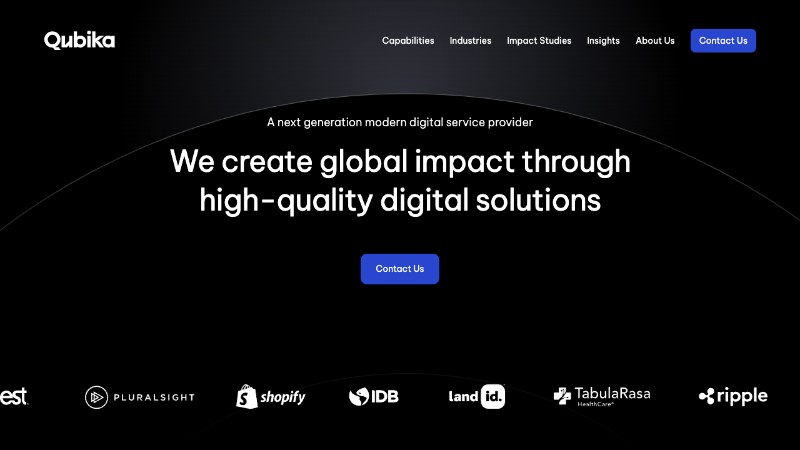 Qubika
Capabilities Industries Impact Studies Insights About Us Contact Us
A next generation modern digital service provider
We create global impact through
high-quality digital solutions
Contact Us
est. PLURALSIGHT shopify IDB land id. TabulaRasa HealthCare® ripple